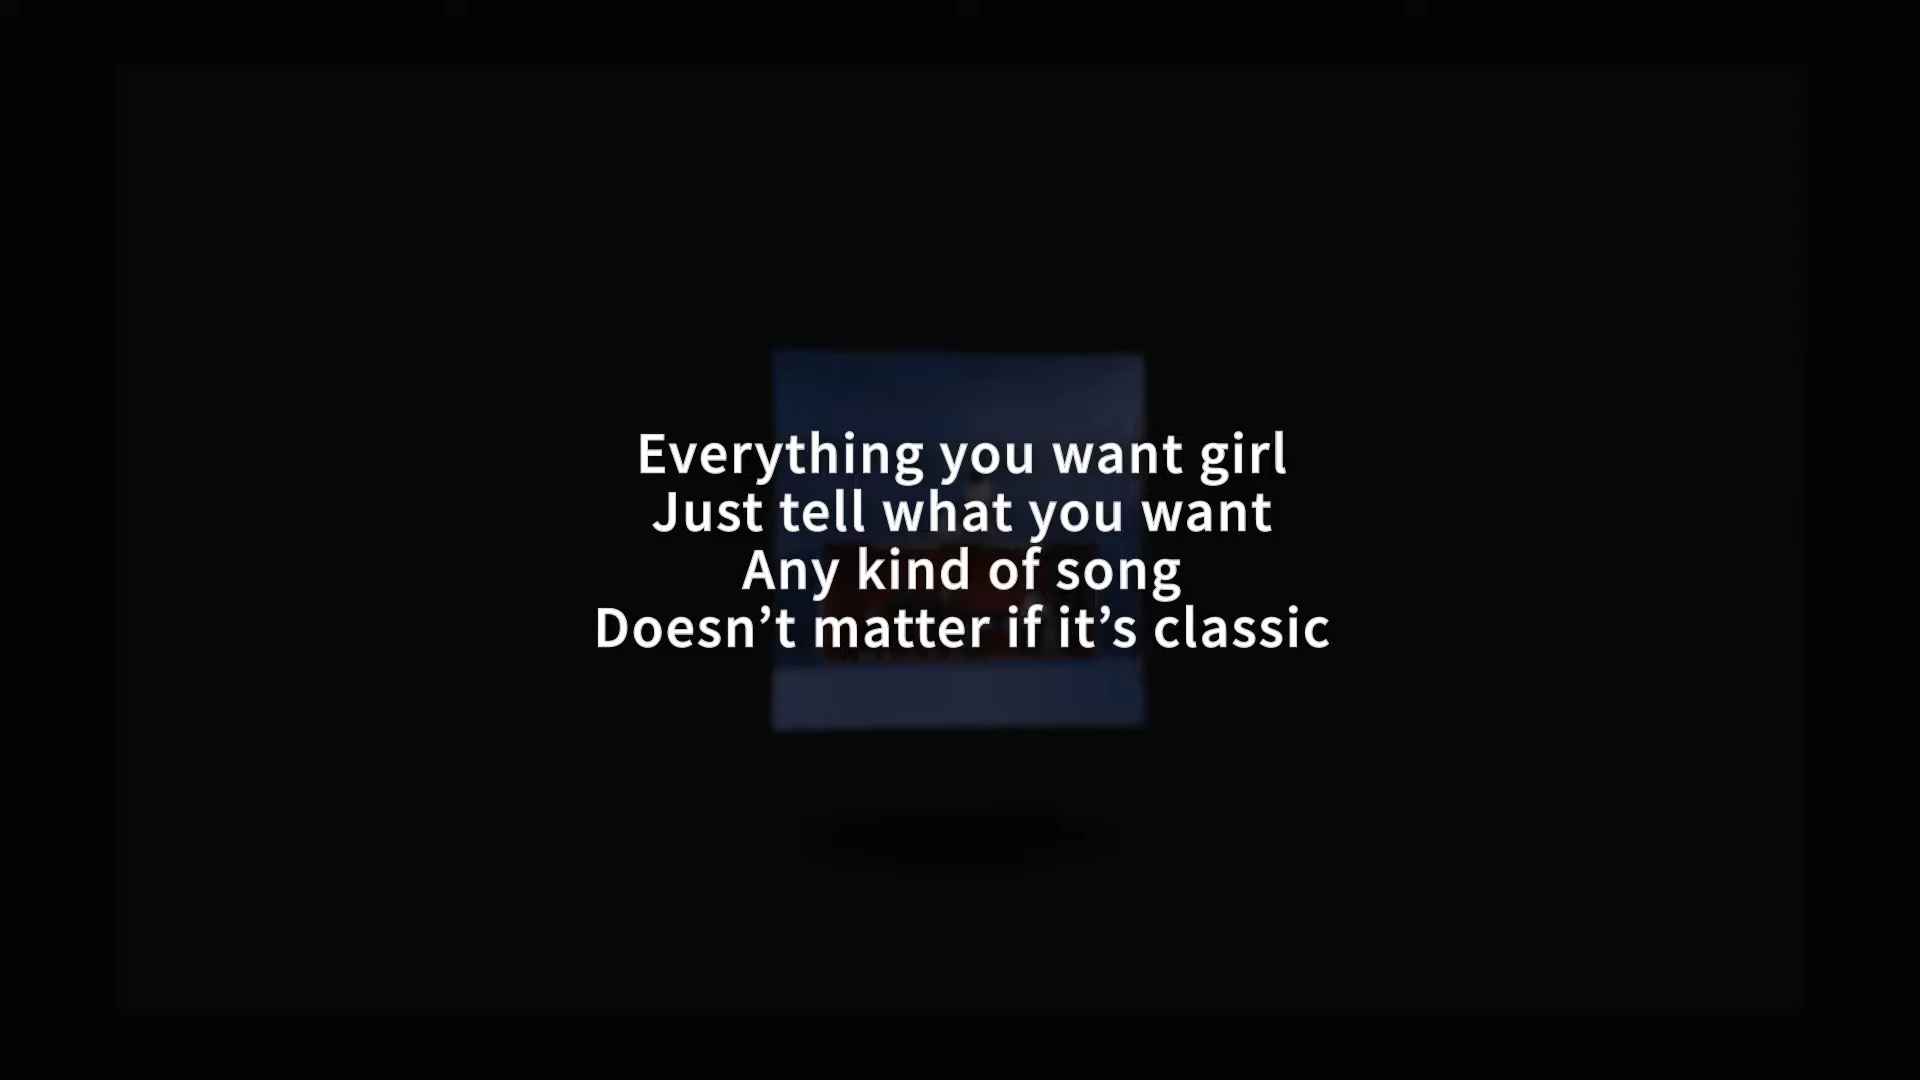 Everything you want girl
Just tell what you want
Any kind of song
Doesn’t matter if it’s classic